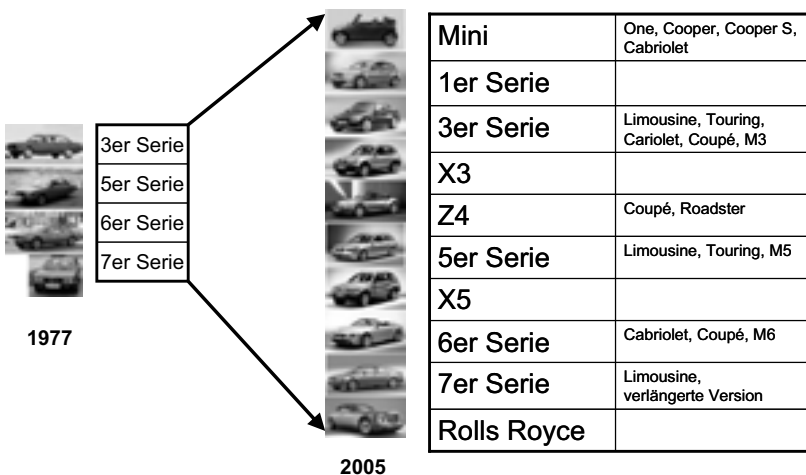 3er Serie
5er Serie
6er Serie
7er Serie
1977
2005
Mini
One, Cooper, Cooper S,
Cabriolet
1er Serie
3er Serie
Limousine, Touring,
Cariolet, Coupé, M3
X3
Z4
Coupé, Roadster
5er Serie
Limousine, Touring, M5
X5
6er Serie
Cabriolet, Coupé, M6
7er Serie
Limousine,
verlängerte Version
Rolls Royce